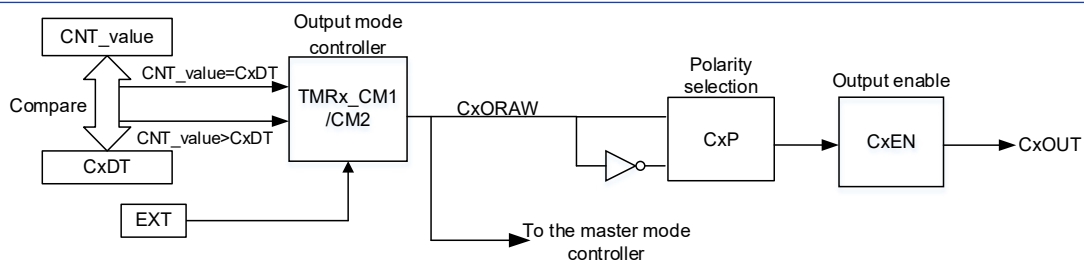 Output mode
controller
CNT_value
CNT_value=CxDT
Compare
CNT_value>CxDT
CxDT
EXT
TMRx_CM1
/CM2
CxORAW
To the master mode
controller
Polarity
selection
CxP
Output enable
CxEN
CxOUT